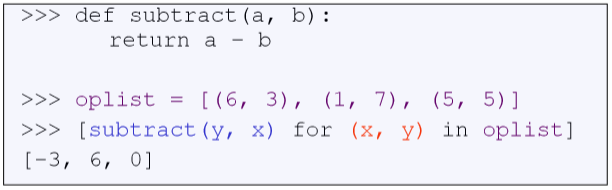 >>> def subtract(a, b):
        return a - b
>>> oplist = [(6, 3), (1, 7), (5, 5)]
>>> [subtract(y, x) for (x, y) in oplist]
[-3, 6, 0]